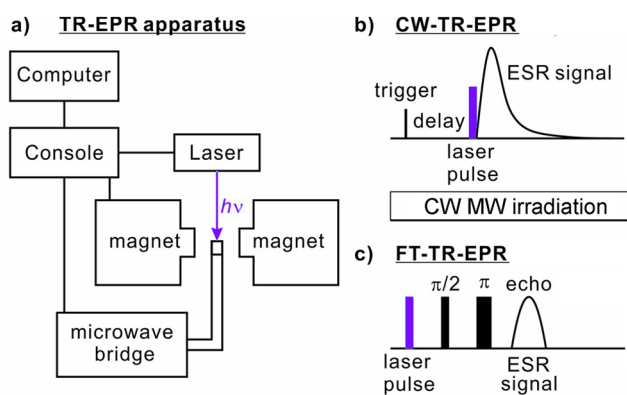 a) TR-EPR apparatus
Computer
Console
Laser
hν
magnet
magnet
microwave
bridge
b) CW-TR-EPR
ESR signal
trigger
delay
laser
pulse
CW MW irradiation
c) FT-TR-EPR
π/2 π echo
laser
pulse
ESR
signal